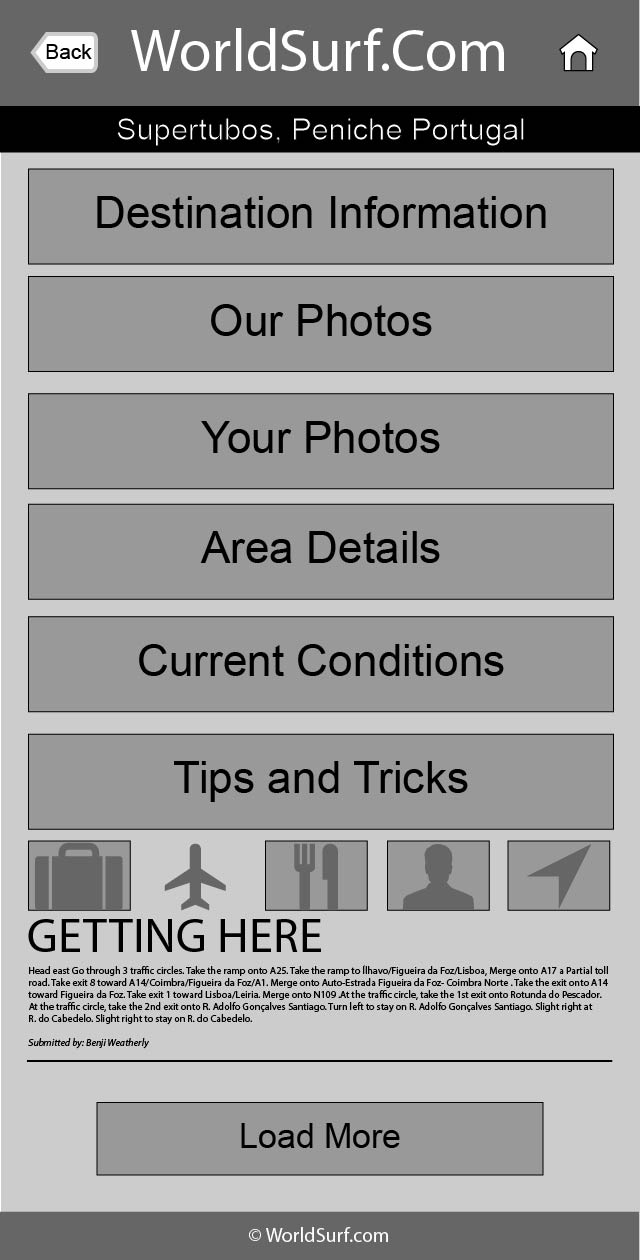 Back
WorldSurf.Com
Supertubos, Peniche Portugal
Destination Information
Our Photos
Your Photos
Area Details
Current Conditions
Tips and Tricks
GETTING HERE
Head east Go through 3 traffic circles. Take the ramp onto A25. Take the ramp to Ílhavo/Figueira da Foz/Lisboa, Merge onto A17 a Partial toll
road. Take exit 8 toward A14/Coimbra/Figueira da Foz/A1. Merge onto Auto-Estrada Figueira da Foz- Coimbra Norte . Take the exit onto A14
toward Figueira da Foz. Take exit 1 toward Lisboa/Leiria. Merge onto N109 .At the traffic circle, take the 1st exit onto Rotunda do Pescador.
At the traffic circle, take the 2nd exit onto R. Adolfo Gonçalves Santiago. Turn left to stay on R. Adolfo Gonçalves Santiago. Slight right at
R. do Cabedelo. Slight right to stay on R. do Cabedelo.
Submitted by: Benji Weatherly
Load More
© WorldSurf.com